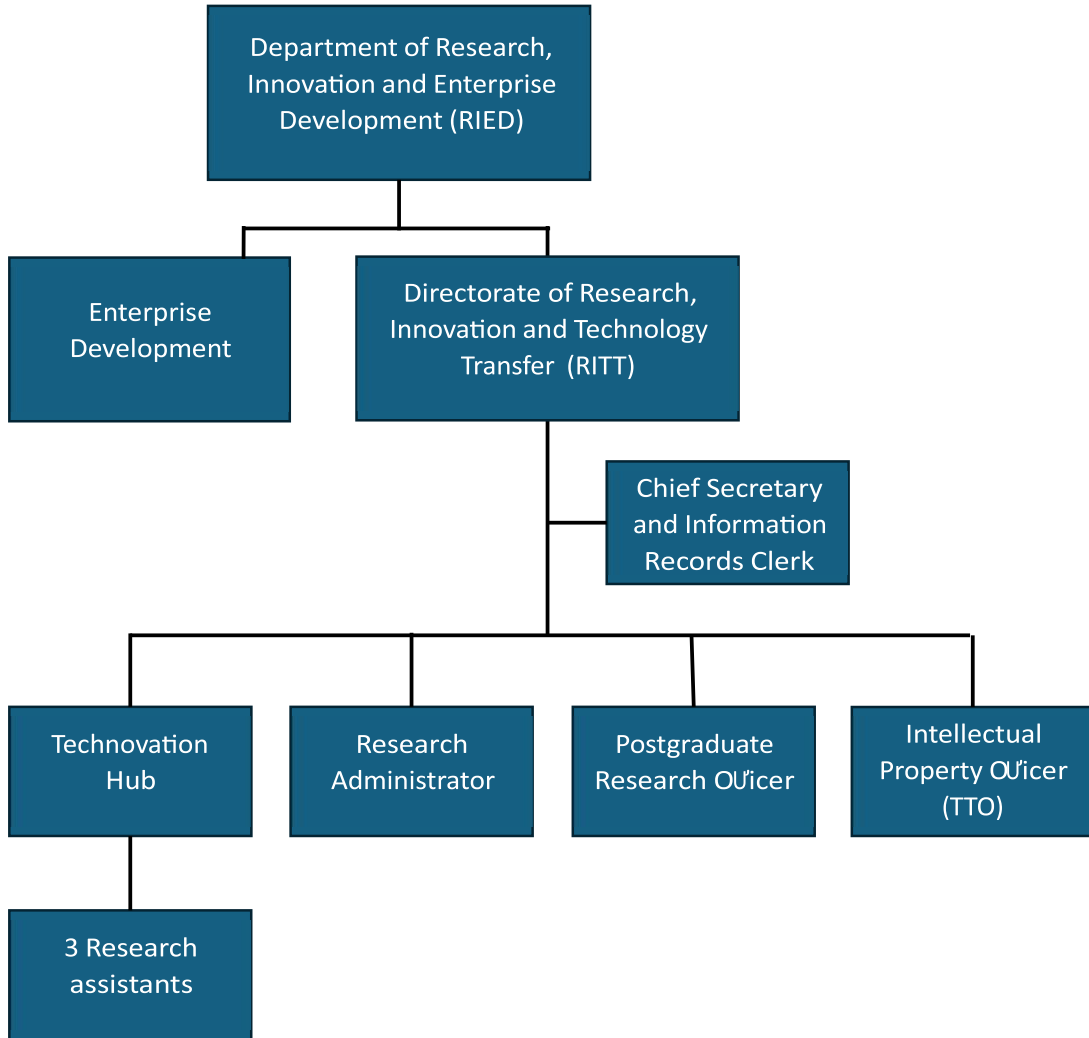 Department of Research,
Innovation and Enterprise
Development (RIED)
Enterprise
Development
Directorate of Research,
Innovation and Technology
Transfer (RITT)
Chief Secretary
and Information
Records Clerk
Technovation
Hub
Research
Administrator
Postgraduate
Research OƯicer
Intellectual
Property OƯicer
(TTO)
3 Research
assistants